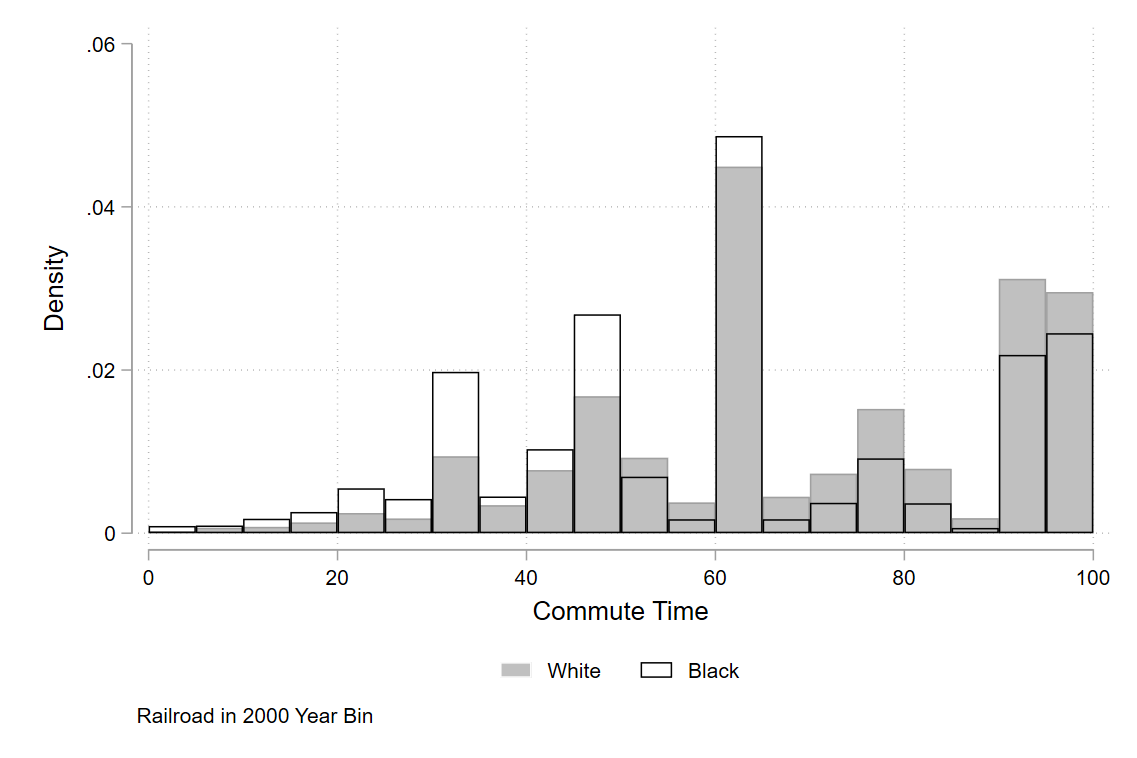 .06
.04
.02
0
Density
0 20 40 60 80 100
Commute Time
White Black
Railroad in 2000 Year Bin